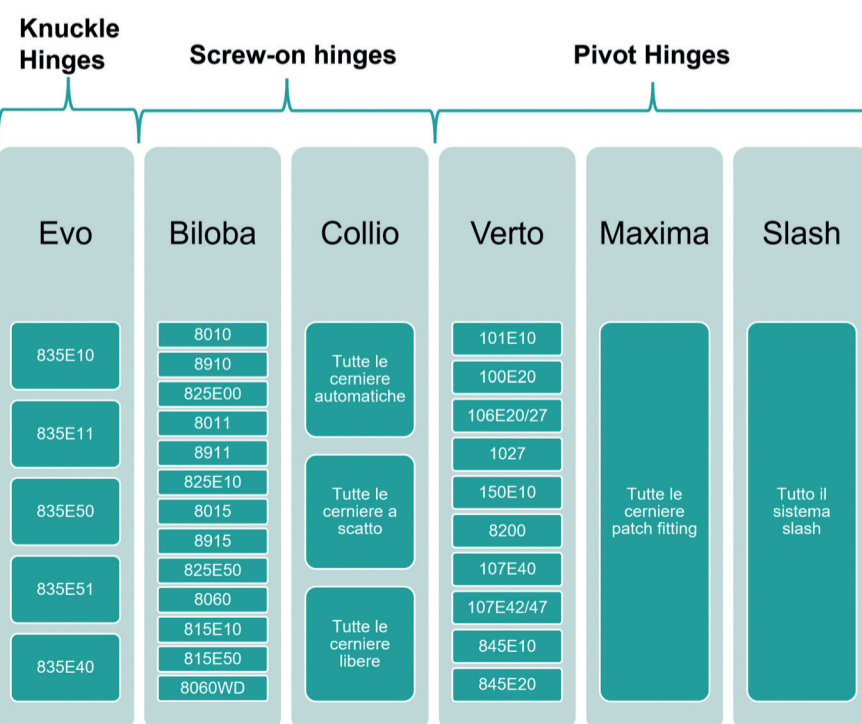 Knuckle
Hinges
Screw-on hinges
Pivot Hinges
Evo
835E10
835E11
835E50
835E51
835E40
Biloba
8010
8910
825E00
8011
8911
825E10
8015
8915
825E50
8060
815E10
815E50
8060WD
Collio
Tutte le
cerniere
automatiche
Tutte le
cerniere a
scatto
Tutte le
cerniere
libere
Verto
101E10
100E20
106E20/27
1027
150E10
8200
107E40
107E42/47
845E10
845E20
Maxima
Tutte le
cerniere
patch fitting
Slash
Tutto il
sistema
slash